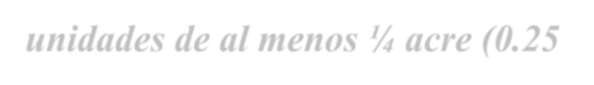 unidades de al menos ¼ acre (0.25